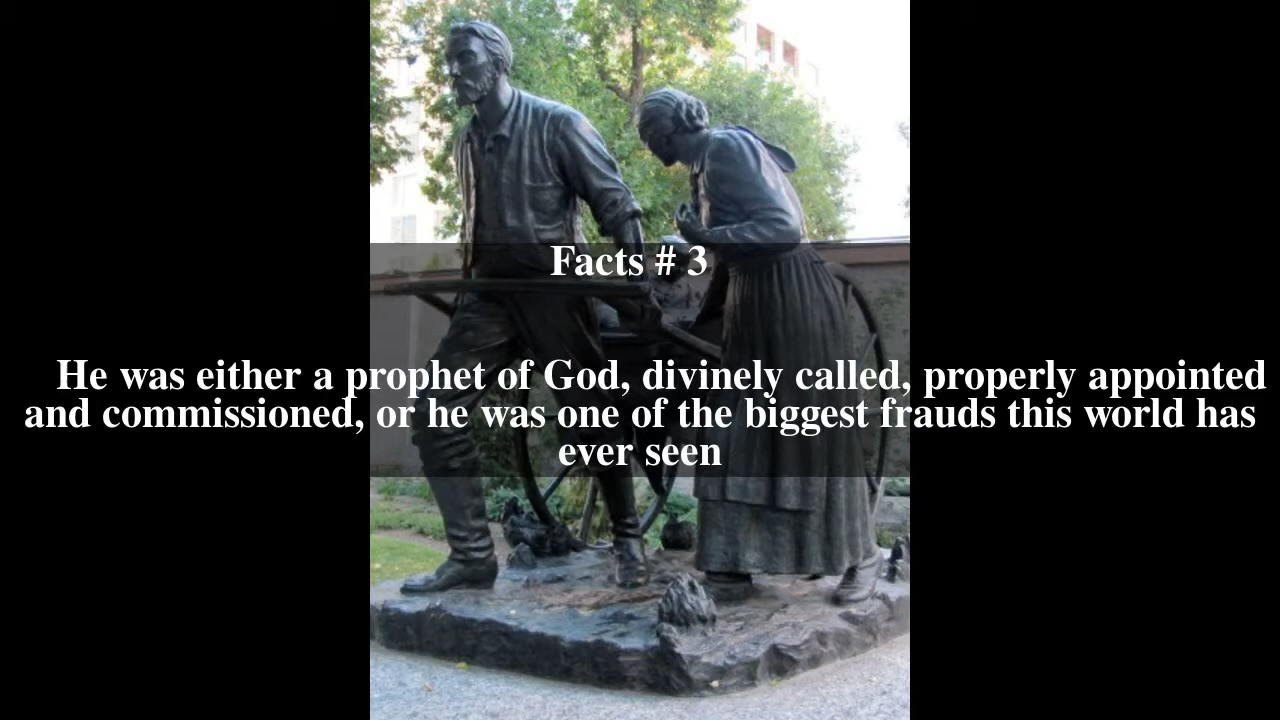 Facts # 3
He was either a prophet of God, divinely called, properly appointed
and commissioned, or he was one of the biggest frauds this world has
ever seen